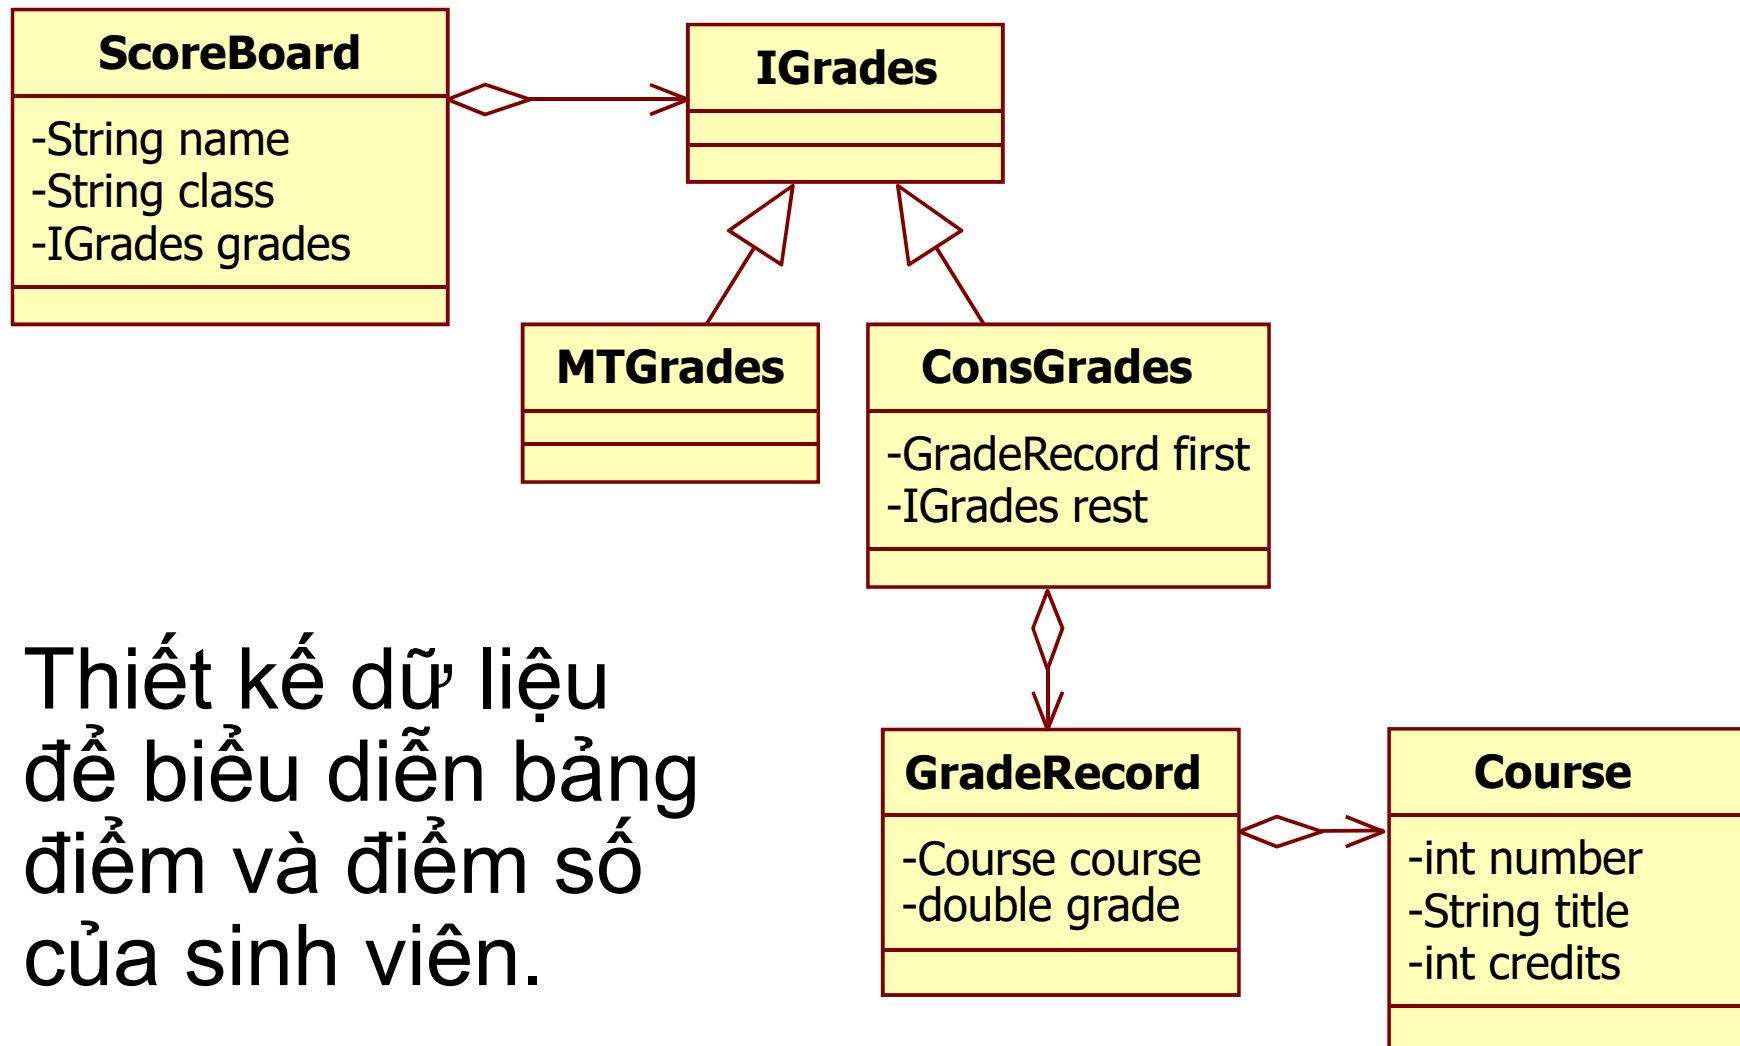 ScoreBoard
-String name
-String class
-IGrades grades
IGrades
MTGrades
ConsGrades
-GradeRecord first
-IGrades rest
GradeRecord
-Course course
-double grade
Course
-int number
-String title
-int credits
Thiết kế dữ liệu
để biểu diễn bảng
điểm và điểm số
của sinh viên.